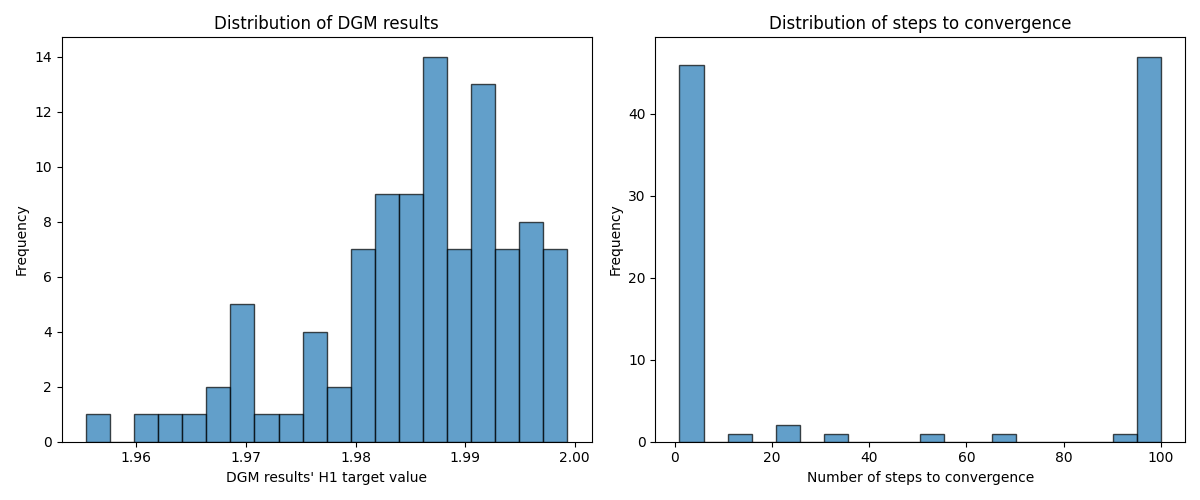 Distribution of DGM results
Frequency
14
12
10
8
6
4
2
0
1.96 1.97 1.98 1.99 2.00
DGM results' H1 target value
Distribution of steps to convergence
Frequency
40
30
20
10
0
0 20 40 60 80 100
Number of steps to convergence